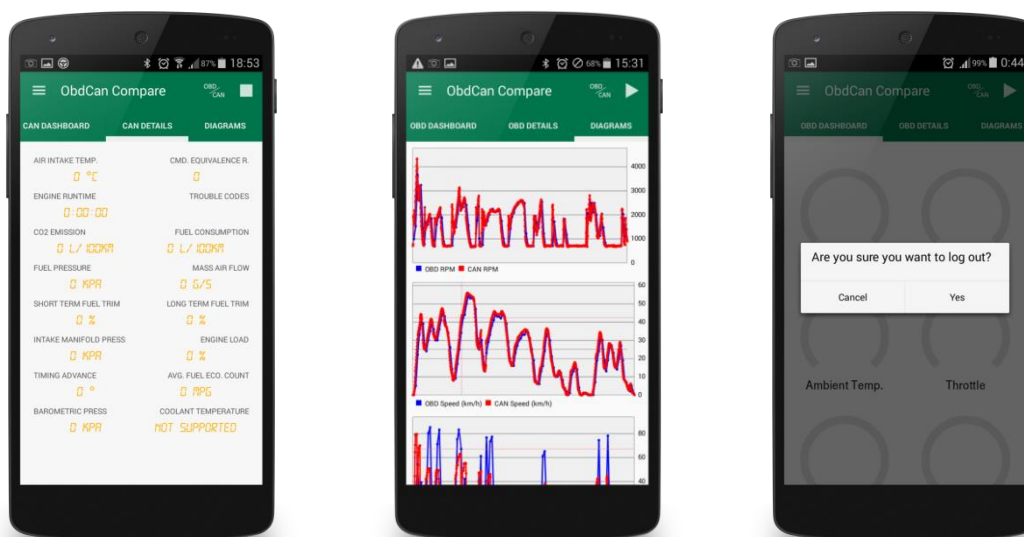 87% 18:53
ObdCan Compare
OBD CAN
CAN DASHBOARD CAN DETAILS DIAGRAMS
AIR INTAKE TEMP. CMD. EQUIVALENCE R.
0 °C 0
ENGINE RUNTIME TROUBLE CODES
0:00:00
CO2 EMISSION FUEL CONSUMPTION
0 L/100KM 0 L/100KM
FUEL PRESSURE MASS AIR FLOW
0 KPA 0 G/S
SHORT TERM FUEL TRIM LONG TERM FUEL TRIM
0 % 0 %
INTAKE MANIFOLD PRESS ENGINE LOAD
0 KPA 0 %
TIMING ADVANCE AVG. FUEL ECO. COUNT
0 ° 0 MPG
BAROMETRIC PRESS COOLANT TEMPERATURE
0 KPA NOT SUPPORTED
68% 15:31
ObdCan Compare
OBD CAN
OBD DASHBOARD OBD DETAILS DIAGRAMS
4000
3000
2000
1000
0
OBD RPM CAN RPM
60
50
40
30
20
10
0
OBD Speed (km/h) CAN Speed (km/h)
80
60
40
99% 0:44
ObdCan Compare
OBD CAN
OBD DASHBOARD OBD DETAILS DIAGRAMS
Are you sure you want to log out?
Cancel Yes
Ambient Temp. Throttle